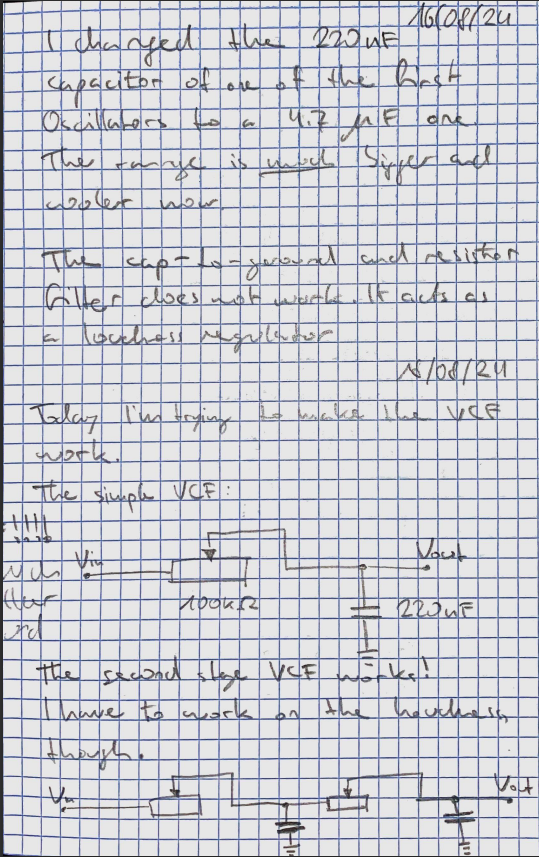 16/08/24
I changed the 220nF
capacitor of one of the first
Oscillators to a 4.7 µF one.
The range is much bigger and
cooler now.
The cap-to-ground and resistor
filter does not work. It acts as
a loudness regulator
18/08/24
Today I'm trying to make the VCF
work.
The simple VCF:
Vin
Vout
100kΩ
220nF
The second stage VCF works!
I have to work on the loudness,
though.
Vin
Vout